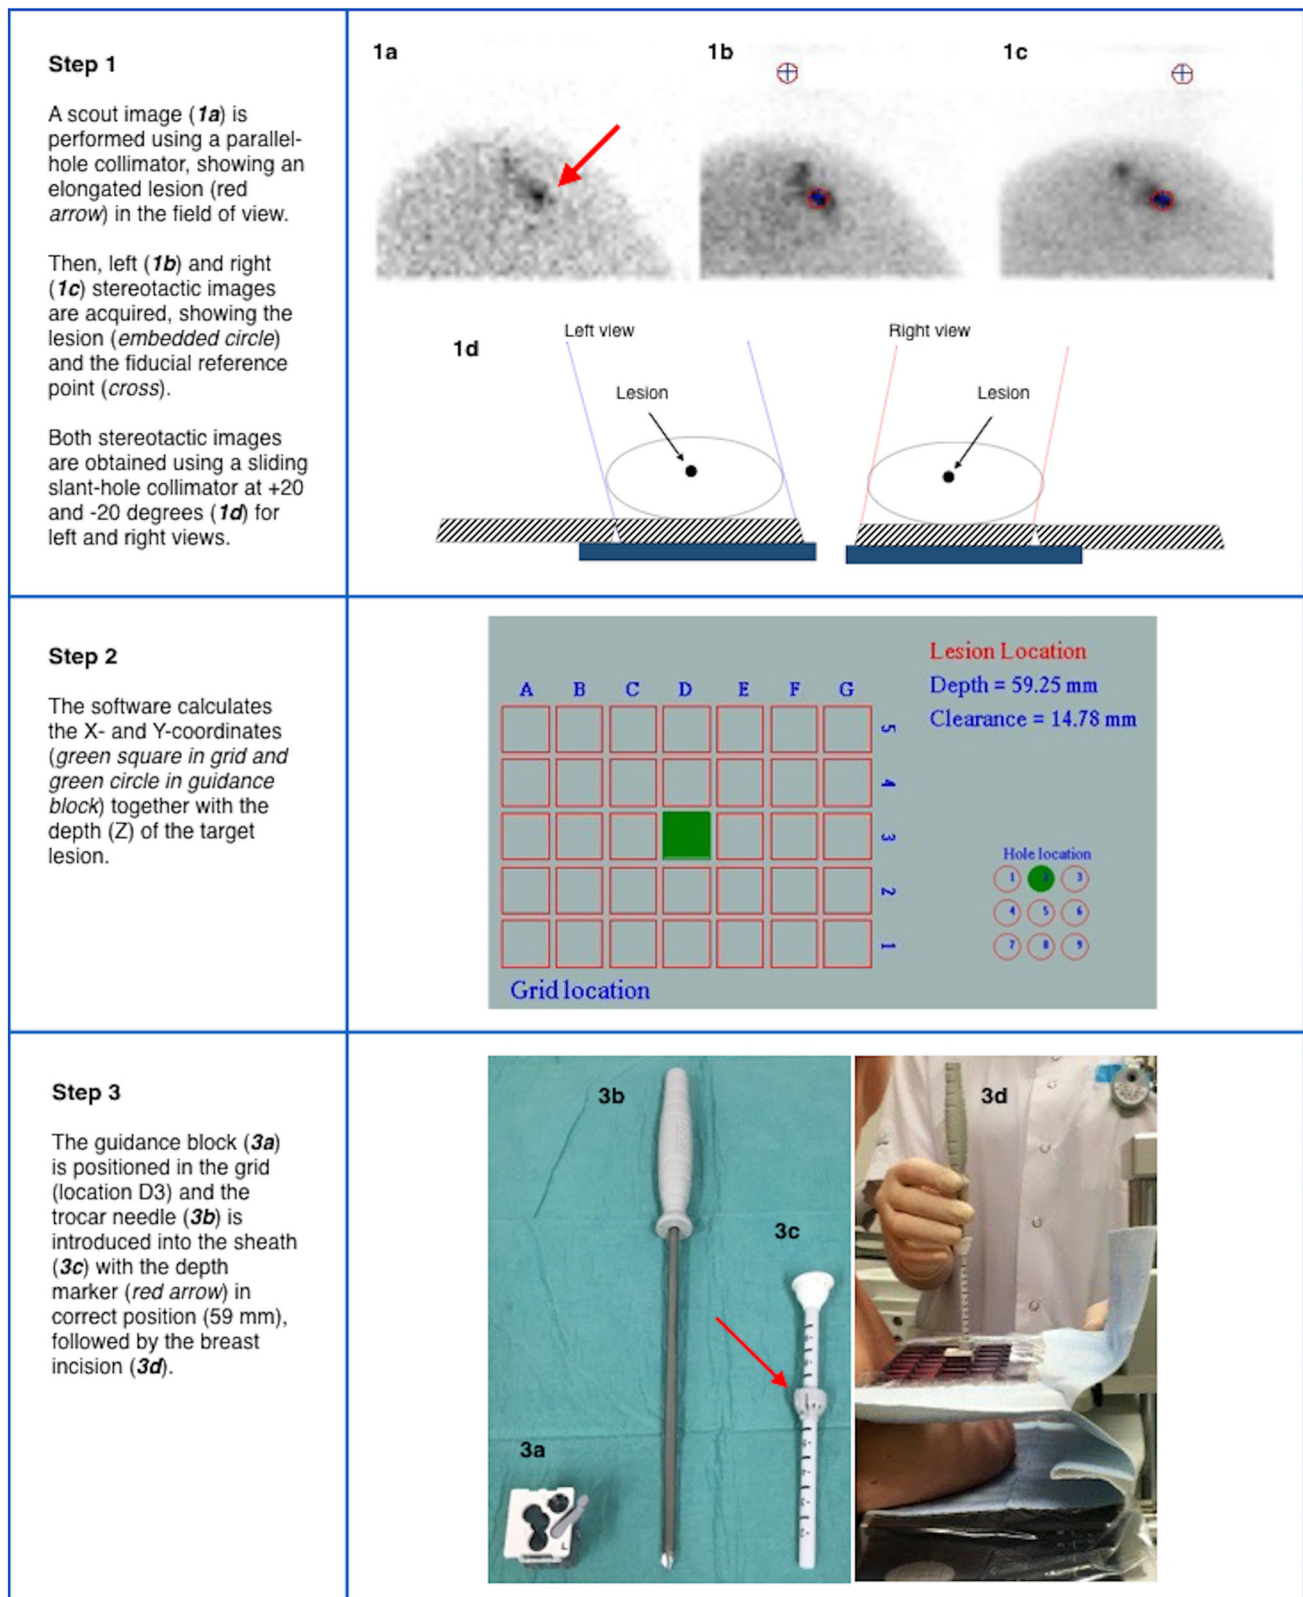 Step 1
A scout image (1a) is
performed using a parallel-
hole collimator, showing an
elongated lesion (red
arrow) in the field of view.
Then, left (1b) and right
(1c) stereotactic images
are acquired, showing the
lesion (embedded circle)
and the fiducial reference
point (cross).
Both stereotactic images
are obtained using a sliding
slant-hole collimator at +20
and -20 degrees (1d) for
left and right views.
1a
1b
1c
1d
Left view
Right view
Lesion
Lesion
Step 2
The software calculates
the X- and Y-coordinates
(green square in grid and
green circle in guidance
block) together with the
depth (Z) of the target
lesion.
Lesion Location
Depth = 59.25 mm
Clearance = 14.78 mm
A B C D E F G
5
4
3
2
1
Hole location
1 2 3
4 5 6
7 8 9
Grid location
Step 3
The guidance block (3a)
is positioned in the grid
(location D3) and the
trocar needle (3b) is
introduced into the sheath
(3c) with the depth
marker (red arrow) in
correct position (59 mm),
followed by the breast
incision (3d).
3b
3d
3c
3a
L